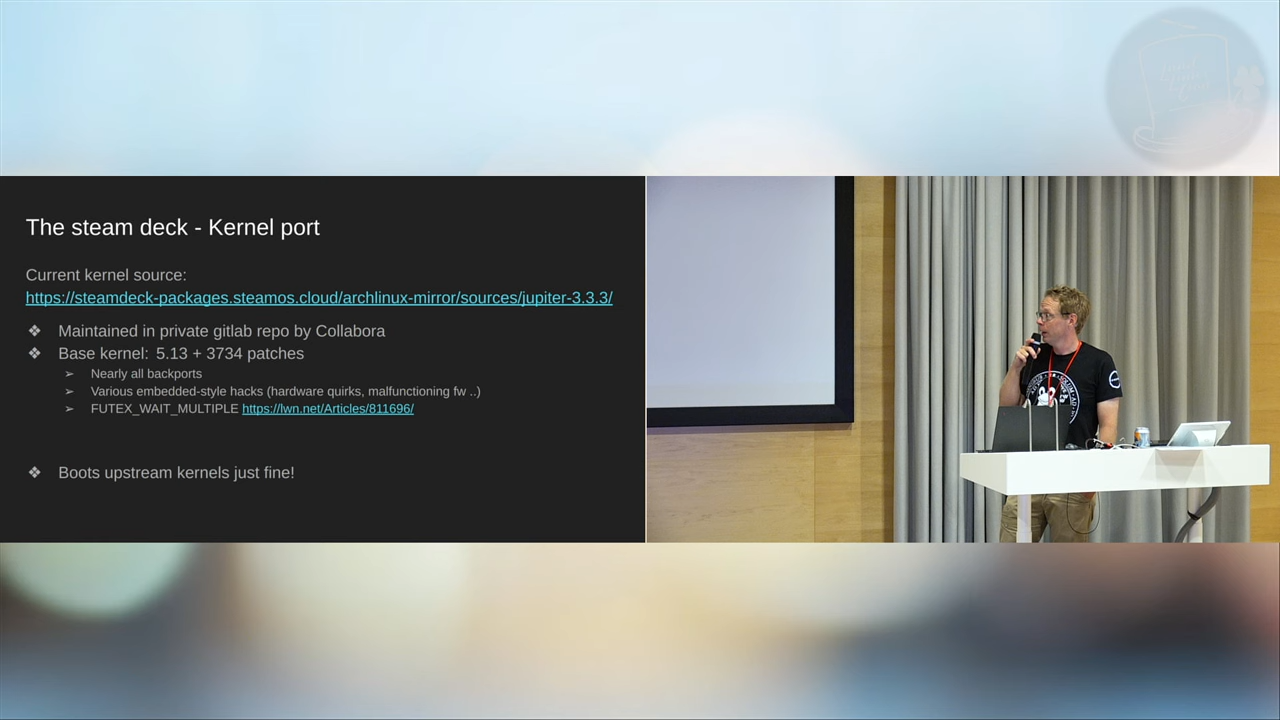 The steam deck - Kernel port
Current kernel source:
https://steamdeck-packages.steamos.cloud/archlinux-mirror/sources/jupiter-3.3.3/
❖ Maintained in private gitlab repo by Collabora
❖ Base kernel: 5.13 + 3734 patches
➢ Nearly all backports
➢ Various embedded-style hacks (hardware quirks, malfunctioning fw ..)
➢ FUTEX_WAIT_MULTIPLE https://lwn.net/Articles/811696/
❖ Boots upstream kernels just fine!